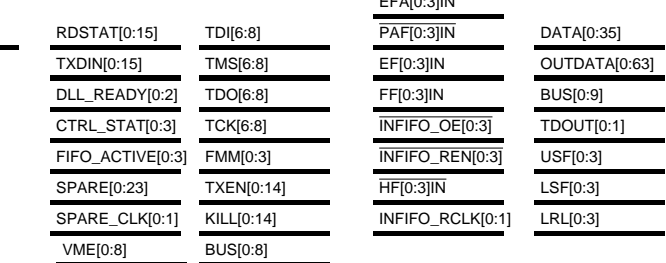 EFA[0:3]IN
RDSTAT[0:15] TDI[6:8] PAF[0:3]IN DATA[0:35]
TXDIN[0:15] TMS[6:8] EF[0:3]IN OUTDATA[0:63]
DLL_READY[0:2] TDO[6:8] FF[0:3]IN BUS[0:9]
CTRL_STAT[0:3] TCK[6:8] INFIFO_OE[0:3] TDOUT[0:1]
FIFO_ACTIVE[0:3] FMM[0:3] INFIFO_REN[0:3] USF[0:3]
SPARE[0:23] TXEN[0:14] HF[0:3]IN LSF[0:3]
SPARE_CLK[0:1] KILL[0:14] INFIFO_RCLK[0:1] LRL[0:3]
VME[0:8] BUS[0:8]